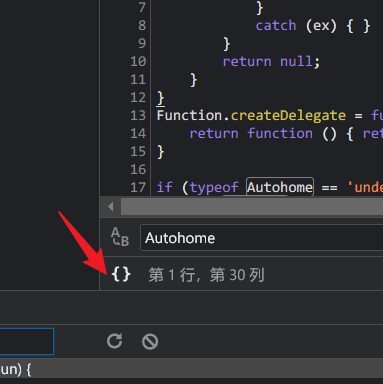 7 }
8 catch (ex) { }
9 }
10 return null;
11 }
12 }
13 Function.createDelegate = fu
14 return function () { ret
15 }
16
17 if (typeof Autohome == 'unde
Autohome
{} 第 1 行，第 30 列
un) {